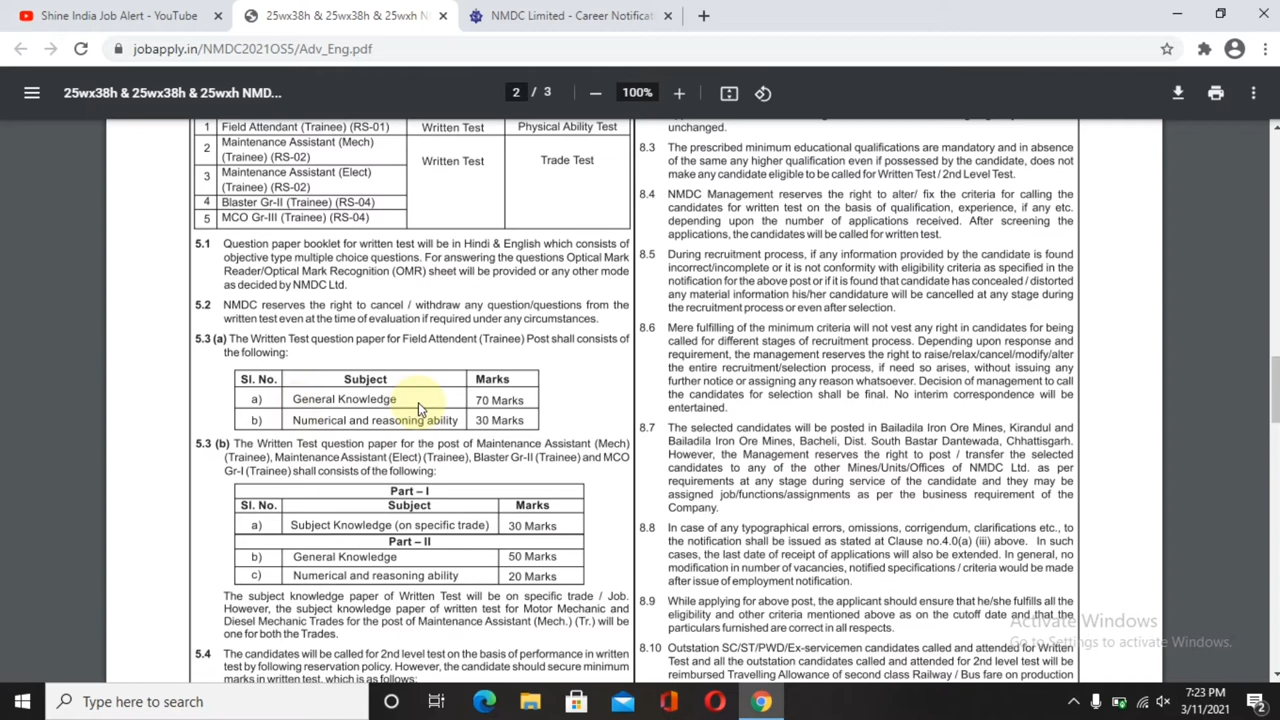 Shine India Job Alert - YouTube
25wx38h & 25wx38h & 25wxh N
NMDC Limited - Career Notificat
jobapply.in/NMDC2021OS5/Adv_Eng.pdf
25wx38h & 25wx38h & 25wxh NMD...
2 / 3
100%
1 Field Attendant (Trainee) (RS-01) Written Test Physical Ability Test
2 Maintenance Assistant (Mech)
(Trainee) (RS-02)
Written Test Trade Test
3 Maintenance Assistant (Elect)
(Trainee) (RS-02)
4 Blaster Gr-II (Trainee) (RS-04)
5 MCO Gr-III (Trainee) (RS-04)
5.1 Question paper booklet for written test will be in Hindi & English which consists of
objective type multiple choice questions. For answering the questions Optical Mark
Reader/Optical Mark Recognition (OMR) sheet will be provided or any other mode
as decided by NMDC Ltd.
5.2 NMDC reserves the right to cancel / withdraw any question/questions from the
written test even at the time of evaluation if required under any circumstances.
5.3 (a) The Written Test question paper for Field Attendent (Trainee) Post shall consists of
the following:
Sl. No. Subject Marks
a) General Knowledge 70 Marks
b) Numerical and reasoning ability 30 Marks
5.3 (b) The Written Test question paper for the post of Maintenance Assistant (Mech)
(Trainee), Maintenance Assistant (Elect) (Trainee), Blaster Gr-II (Trainee) and MCO
Gr-I (Trainee) shall consists of the following:
Part – I
Sl. No. Subject Marks
a) Subject Knowledge (on specific trade) 30 Marks
Part – II
b) General Knowledge 50 Marks
c) Numerical and reasoning ability 20 Marks
The subject knowledge paper of Written Test will be on specific trade / Job.
However, the subject knowledge paper of written test for Motor Mechanic and
Diesel Mechanic Trades for the post of Maintenance Assistant (Mech.) (Tr.) will be
one for both the Trades.
5.4 The candidates will be called for 2nd level test on the basis of performance in written
test by following reservation policy. However, the candidate should secure minimum
marks in written test, which is as follows:
unchanged.
8.3 The prescribed minimum educational qualifications are mandatory and in absence
of the same any higher qualification even if possessed by the candidate, does not
make any candidate eligible to be called for Written Test / 2nd Level Test.
8.4 NMDC Management reserves the right to alter/ fix the criteria for calling the
candidates for written test on the basis of qualification, experience, if any etc.
depending upon the number of applications received. After screening the
applications, the candidates will be called for written test.
8.5 During recruitment process, if any information provided by the candidate is found
incorrect/incomplete or it is not conformity with eligibility criteria as specified in the
notification for the above post or if it is found that candidate has concealed / distorted
any material information his/her candidature will be cancelled at any stage during
the recruitment process or even after selection.
8.6 Mere fulfilling of the minimum criteria will not vest any right in candidates for being
called for different stages of recruitment process. Depending upon response and
requirement, the management reserves the right to raise/relax/cancel/modify/alter
the entire recruitment/selection process, if need so arises, without issuing any
further notice or assigning any reason whatsoever. Decision of management to call
the candidates for selection shall be final. No interim correspondence will be
entertained.
8.7 The selected candidates will be posted in Bailadila Iron Ore Mines, Kirandul and
Bailadila Iron Ore Mines, Bacheli, Dist. South Bastar Dantewada, Chhattisgarh.
However, the Management reserves the right to post / transfer the selected
candidates to any of the other Mines/Units/Offices of NMDC Ltd. as per
requirements at any stage during service of the candidate and they may be
assigned job/functions/assignments as per the business requirement of the
Company.
8.8 In case of any typographical errors, omissions, corrigendum, clarifications etc., to
the notification shall be issued as stated at Clause no.4.0(a) (iii) above. In such
cases, the last date of receipt of applications will also be extended. In general, no
modification in number of vacancies, notified specifications / criteria would be made
after issue of employment notification.
8.9 While applying for above post, the applicant should ensure that he/she fulfills all the
eligibility and other criteria mentioned above as on the cutoff date and that the
particulars furnished are correct in all respects.
8.10 Outstation SC/ST/PWD/Ex-servicemen candidates called and attended for Written
Test and all the outstation candidates called and attended for 2nd level test will be
reimbursed Travelling Allowance of second class Railway / Bus fare on production
Activate Windows
Go to Settings to activate Windows.
Type here to search
7:23 PM
3/11/2021
2